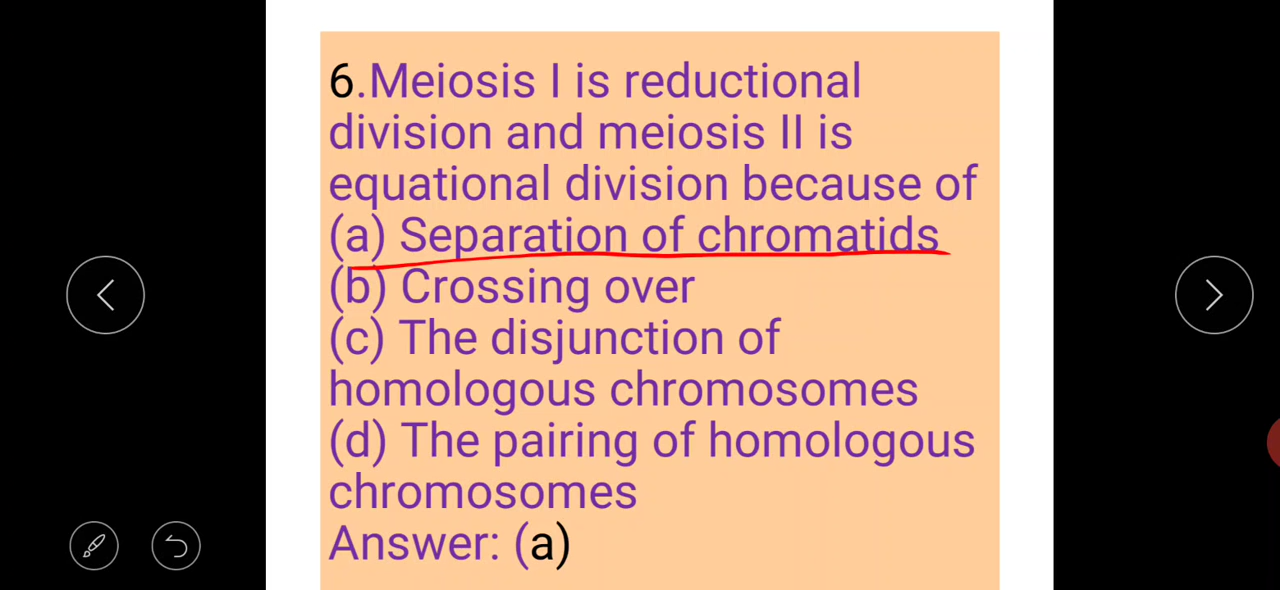 6.Meiosis I is reductional
division and meiosis II is
equational division because of
(a) Separation of chromatids
(b) Crossing over
(c) The disjunction of
homologous chromosomes
(d) The pairing of homologous
chromosomes
Answer: (a)